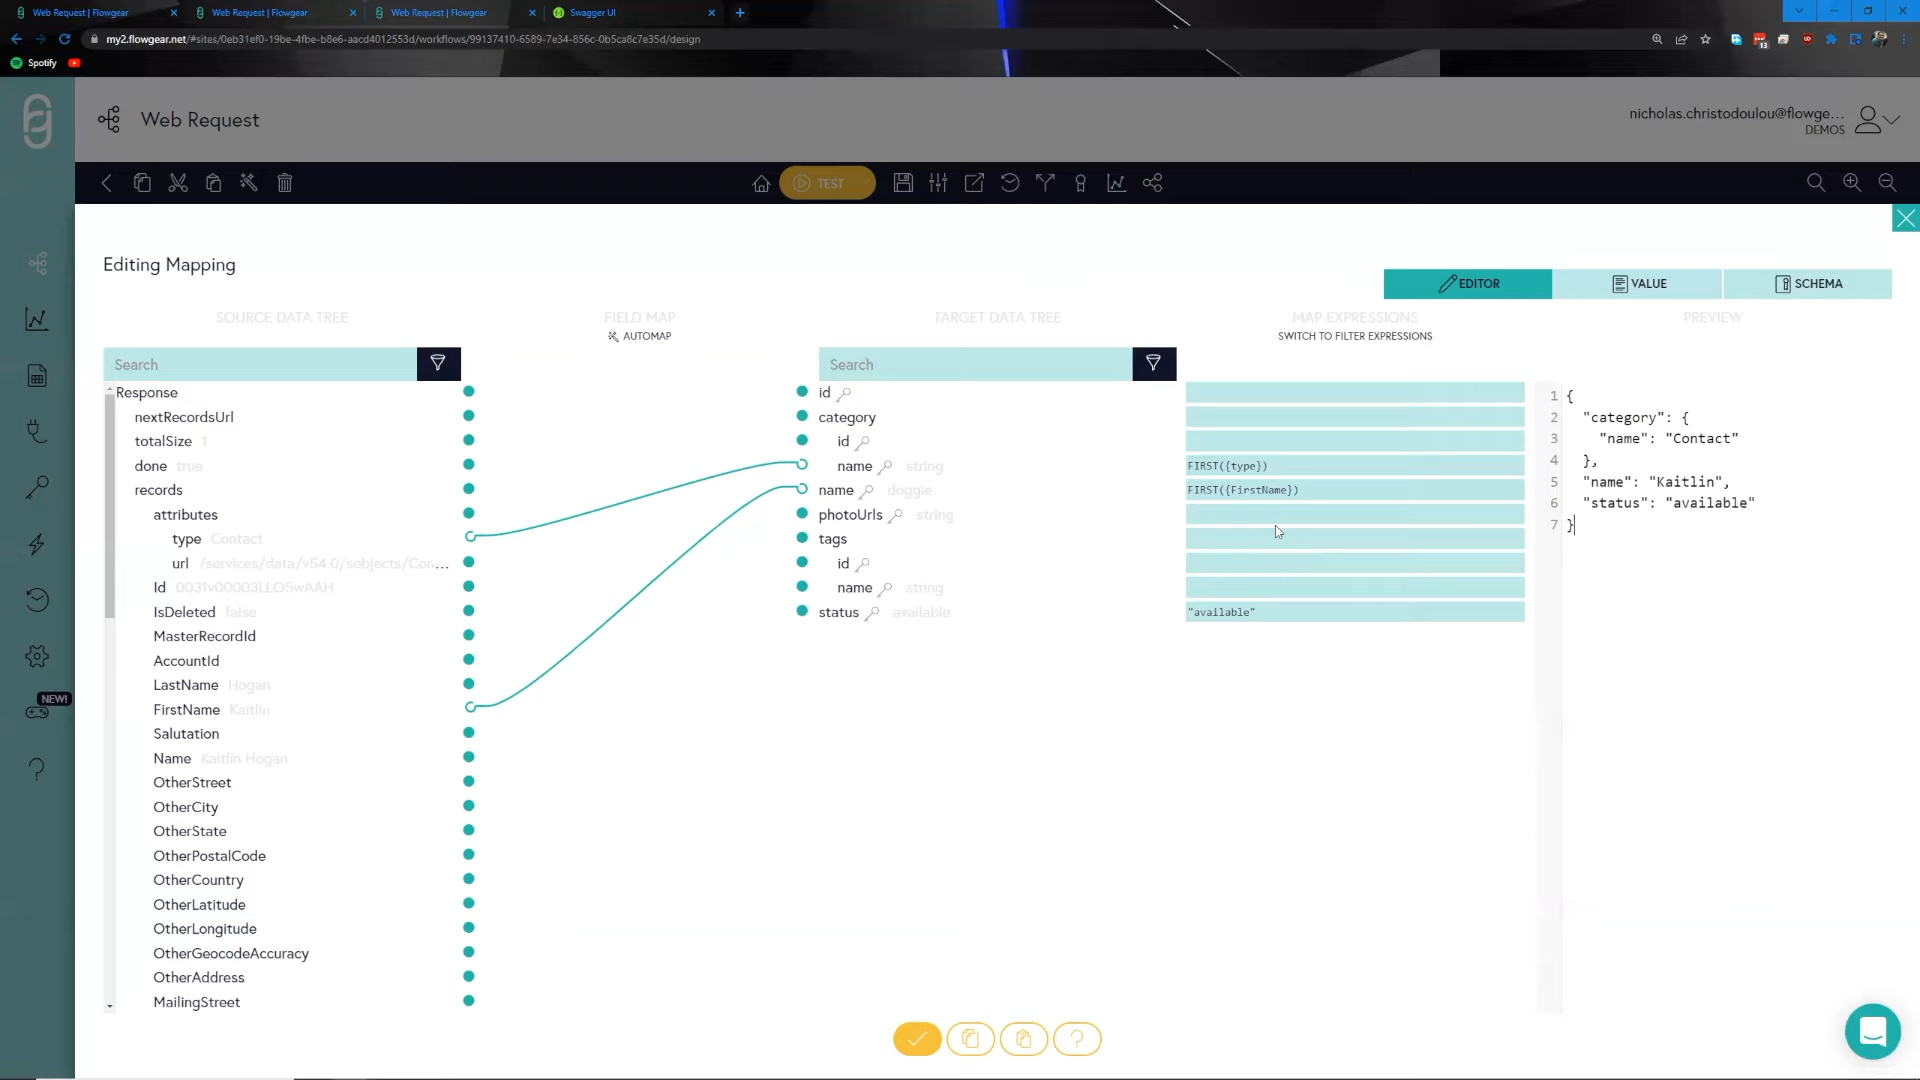 Web Request | Flowgear
Web Request | Flowgear
Web Request | Flowgear
Swagger UI
my2.flowgear.net/#sites/0eb31ef0-19be-4fbe-b8e6-aacd4012553d/workflows/99137410-6589-7e34-856c-0b5ca8c7e35d/design
13
Spotify
Web Request
nicholas.christodoulou@flowge...
DEMOS
TEST
Editing Mapping
EDITOR
VALUE
SCHEMA
SOURCE DATA TREE
FIELD MAP
TARGET DATA TREE
MAP EXPRESSIONS
PREVIEW
AUTOMAP
SWITCH TO FILTER EXPRESSIONS
Search
Search
Response
nextRecordsUrl
totalSize 1
done true
records
attributes
type Contact
url /services/data/v54.0//sobjects/Con...
Id 0031v00003LLO5wAAH
IsDeleted false
MasterRecordId
AccountId
LastName Hogan
FirstName Kaitlin
Salutation
Name Kaitlin Hogan
OtherStreet
OtherCity
OtherState
OtherPostalCode
OtherCountry
OtherLatitude
OtherLongitude
OtherGeocodeAccuracy
OtherAddress
MailingStreet
id
category
id
name string
name doggie
photoUrls string
tags
id
name string
status available
FIRST({type})
FIRST({FirstName})
"available"
1 {
2 "category": {
3 "name": "Contact"
4 },
5 "name": "Kaitlin",
6 "status": "available"
7 }
NEW!